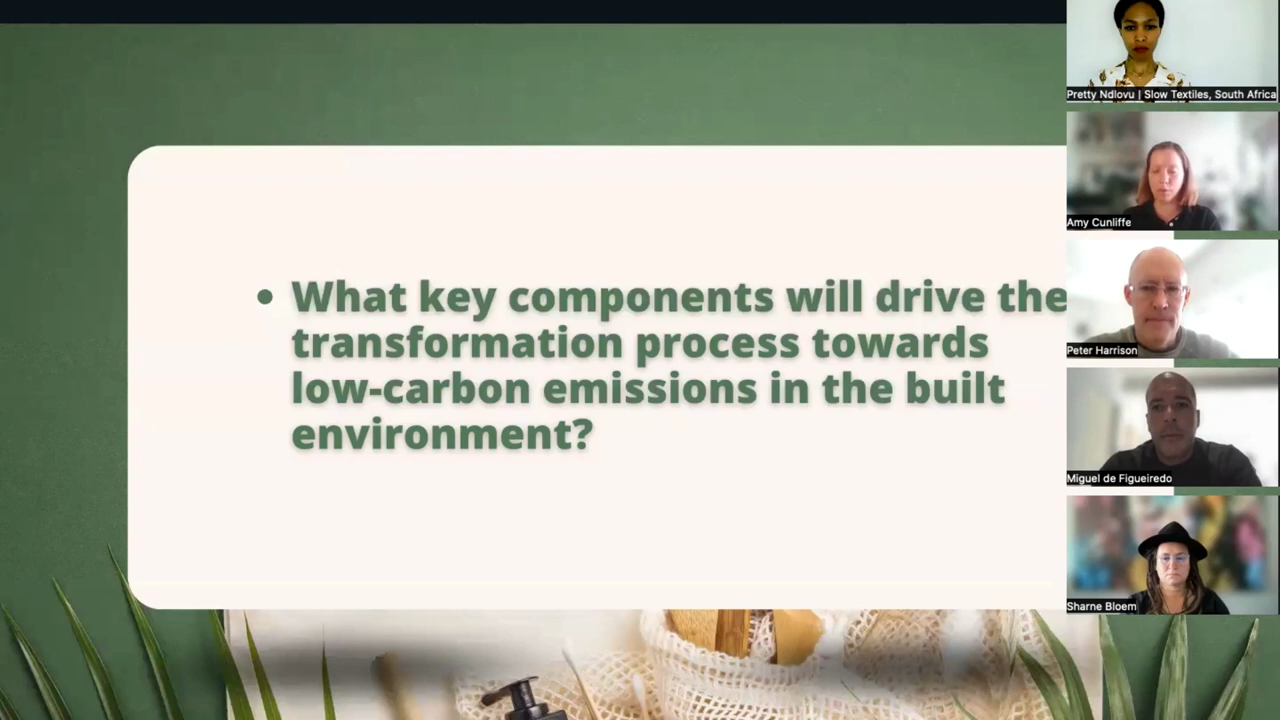 What key components will drive the
transformation process towards
low-carbon emissions in the built
environment?
Pretty Ndlovu | Slow Textiles, South Africa
Amy Cunliffe
Peter Harrison
Miguel de Figueiredo
Sharne Bloem